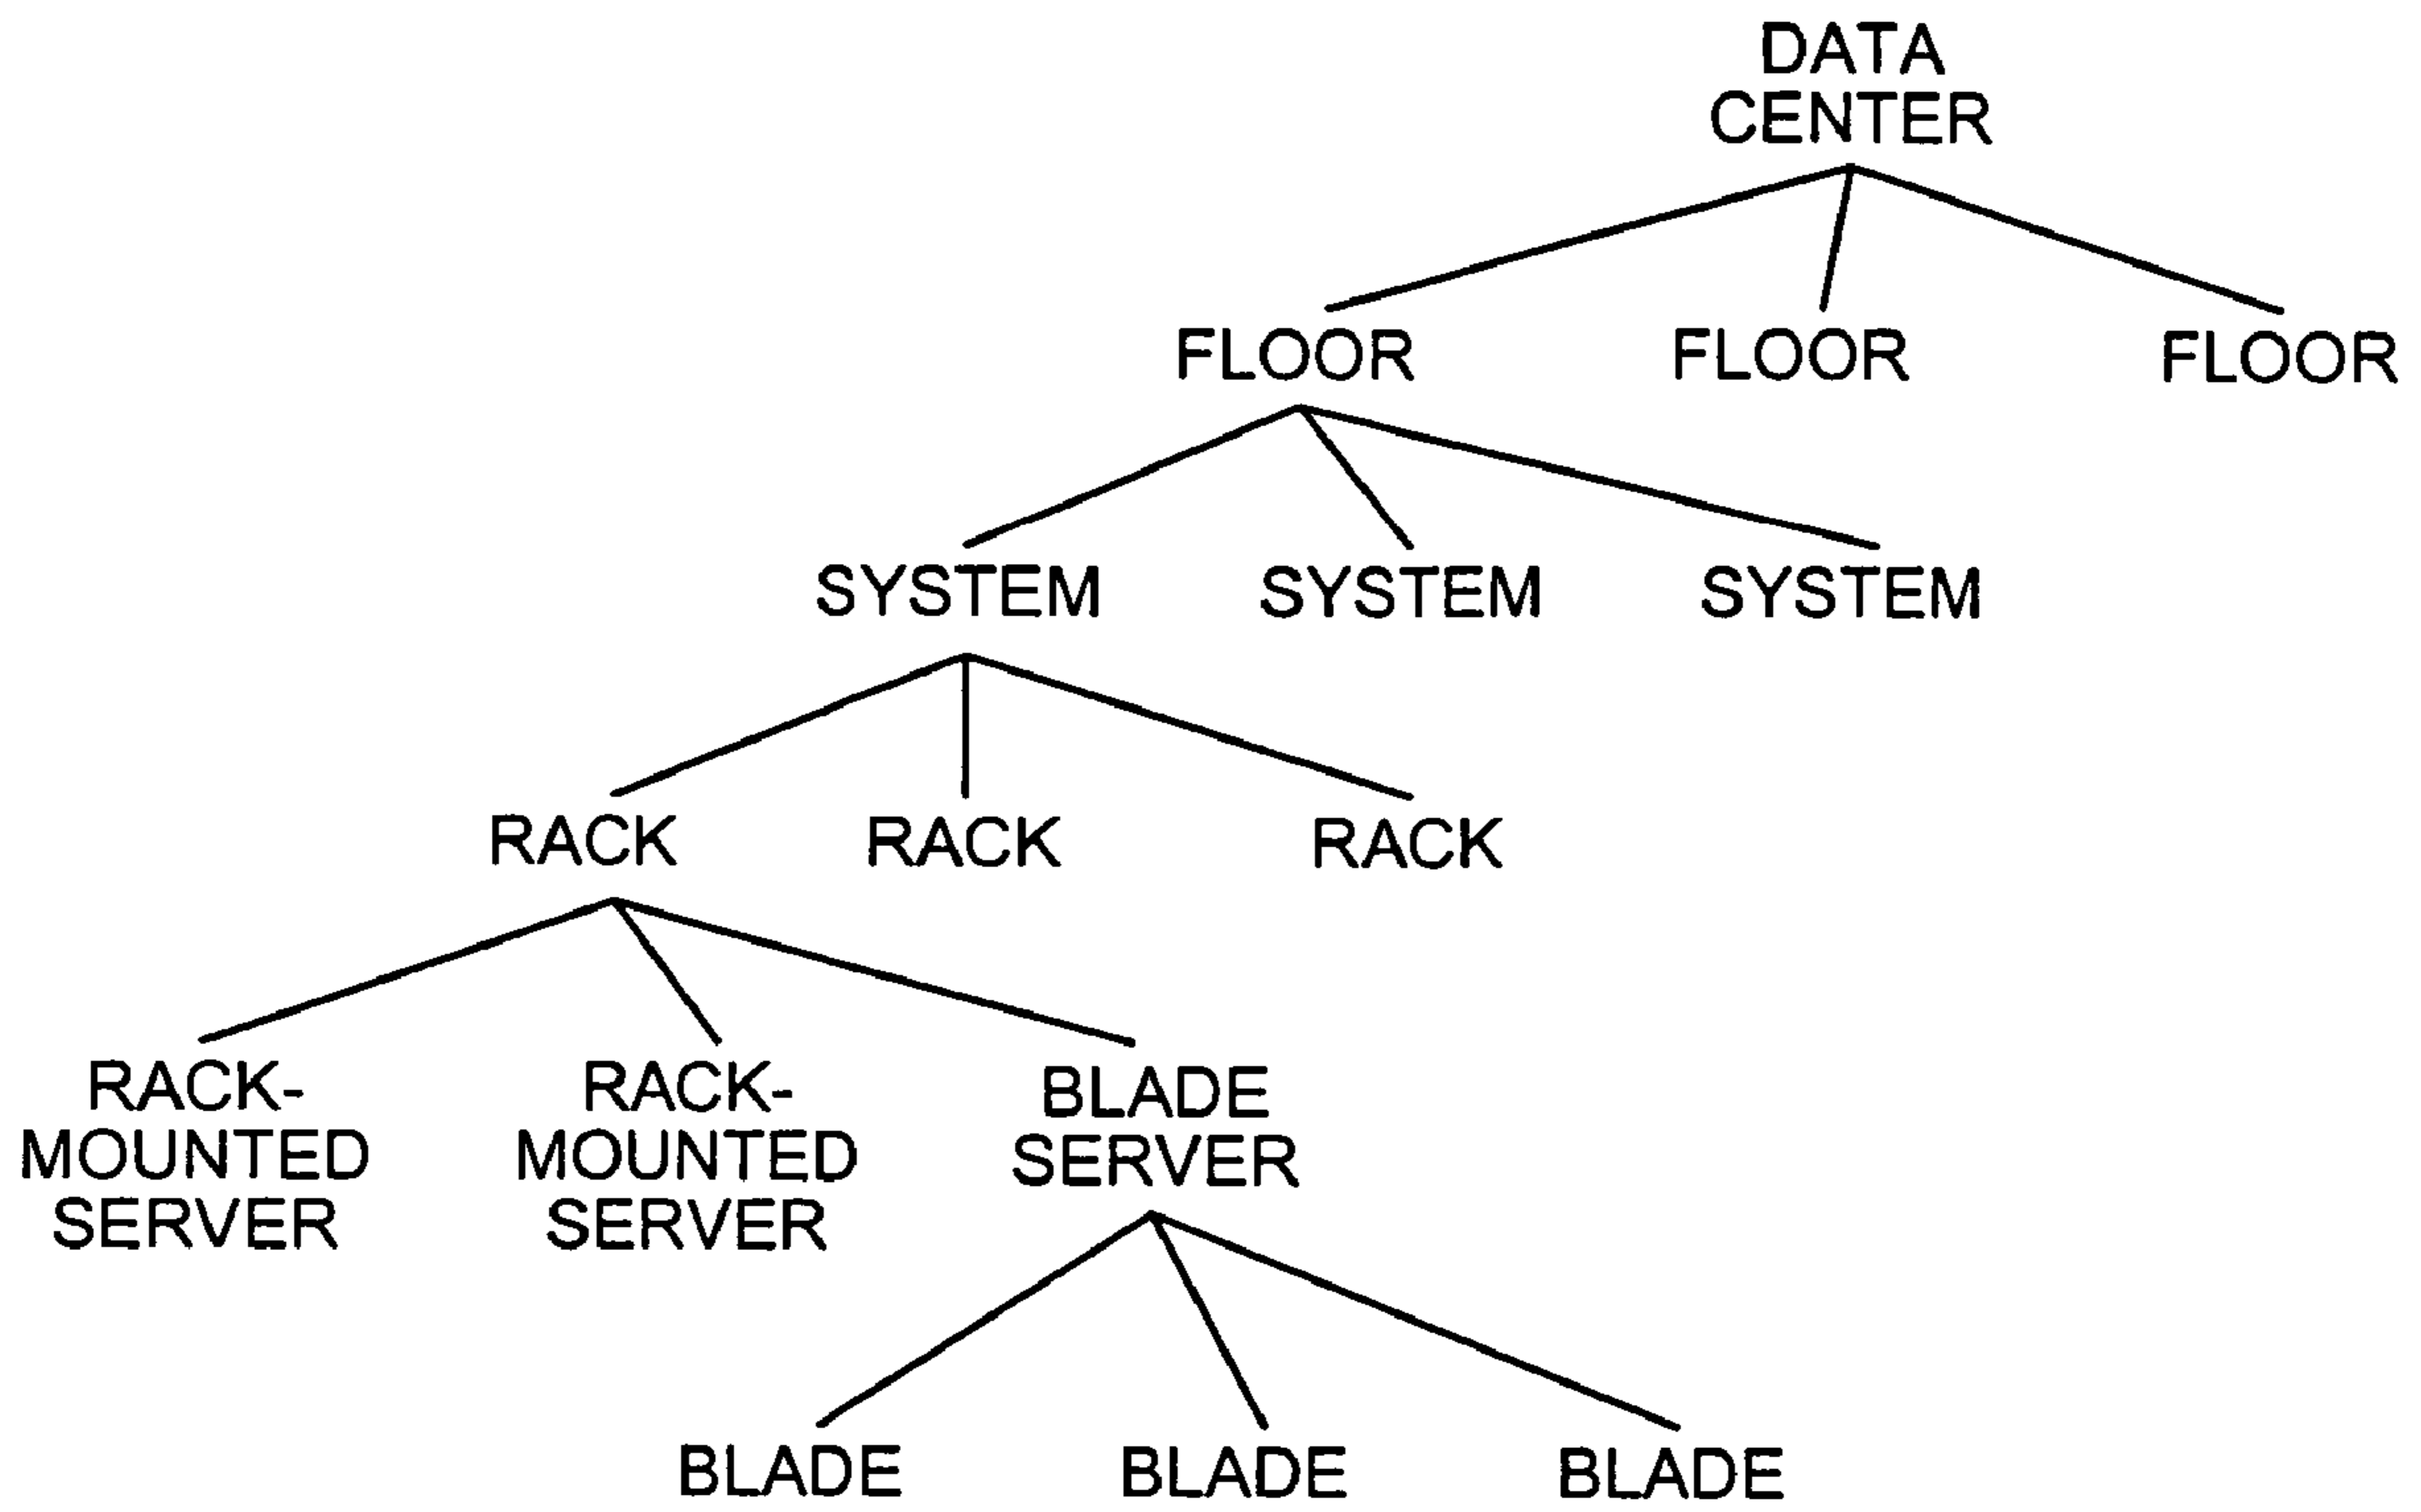 DATA
CENTER
FLOOR FLOOR FLOOR
SYSTEM SYSTEM SYSTEM
RACK RACK RACK
RACK-
MOUNTED
SERVER
RACK-
MOUNTED
SERVER
BLADE
SERVER
BLADE BLADE BLADE